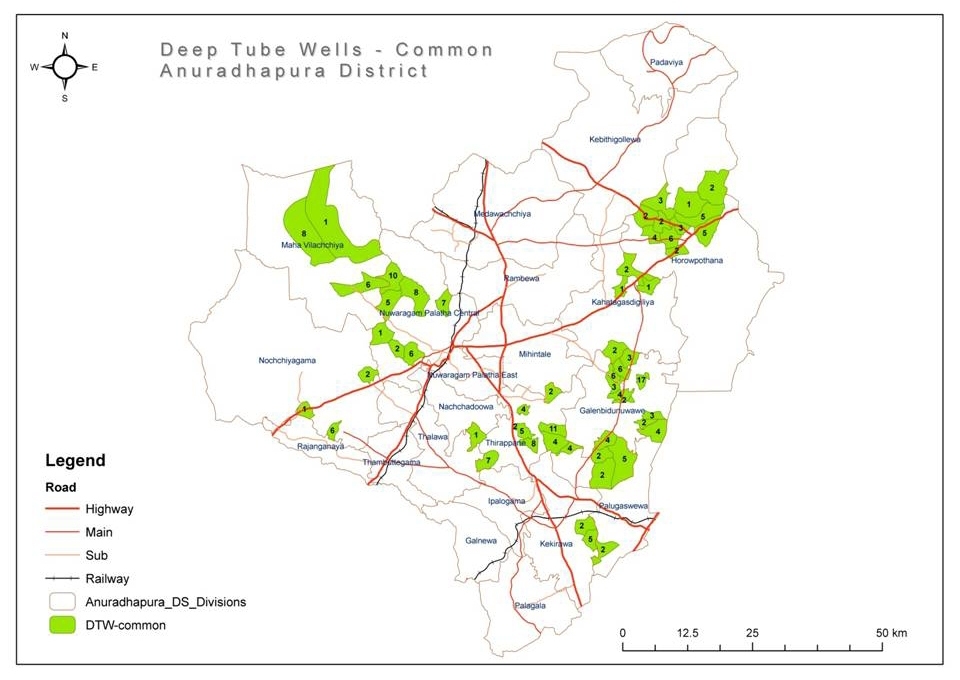 Deep Tube Wells - Common
Anuradhapura District
N
W
E
S
Padaviya
Kebithigollewa
2
3
1
Medawachchiya
2
2
5
1
3
5
8
4
6
Maha Vilachchiya
2
Horowpothana
2
10
Rambewa
6
8
1
1
5
7
Kahatagasdigiliya
Nuwaragam Palatha Central
1
2
6
2
3
Mihintale
Nochchiyagama
6
2
Nuwaragam Palatha East
6
17
3
2
4
2
Nachchadoowa
4
1
Galenbidunuwawe
3
2
6
2
5
11
4
Thalawa
1
Thirappane
8
4
4
4
Rajanganaya
2
5
Thambuttegama
7
2
Ipalogama
Palugaswewa
2
Galnewa
Kekirawa
5
2
Palagala
Legend
Road
Highway
Main
Sub
Railway
Anuradhapura_DS_Divisions
DTW-common
0 12.5 25 50 km